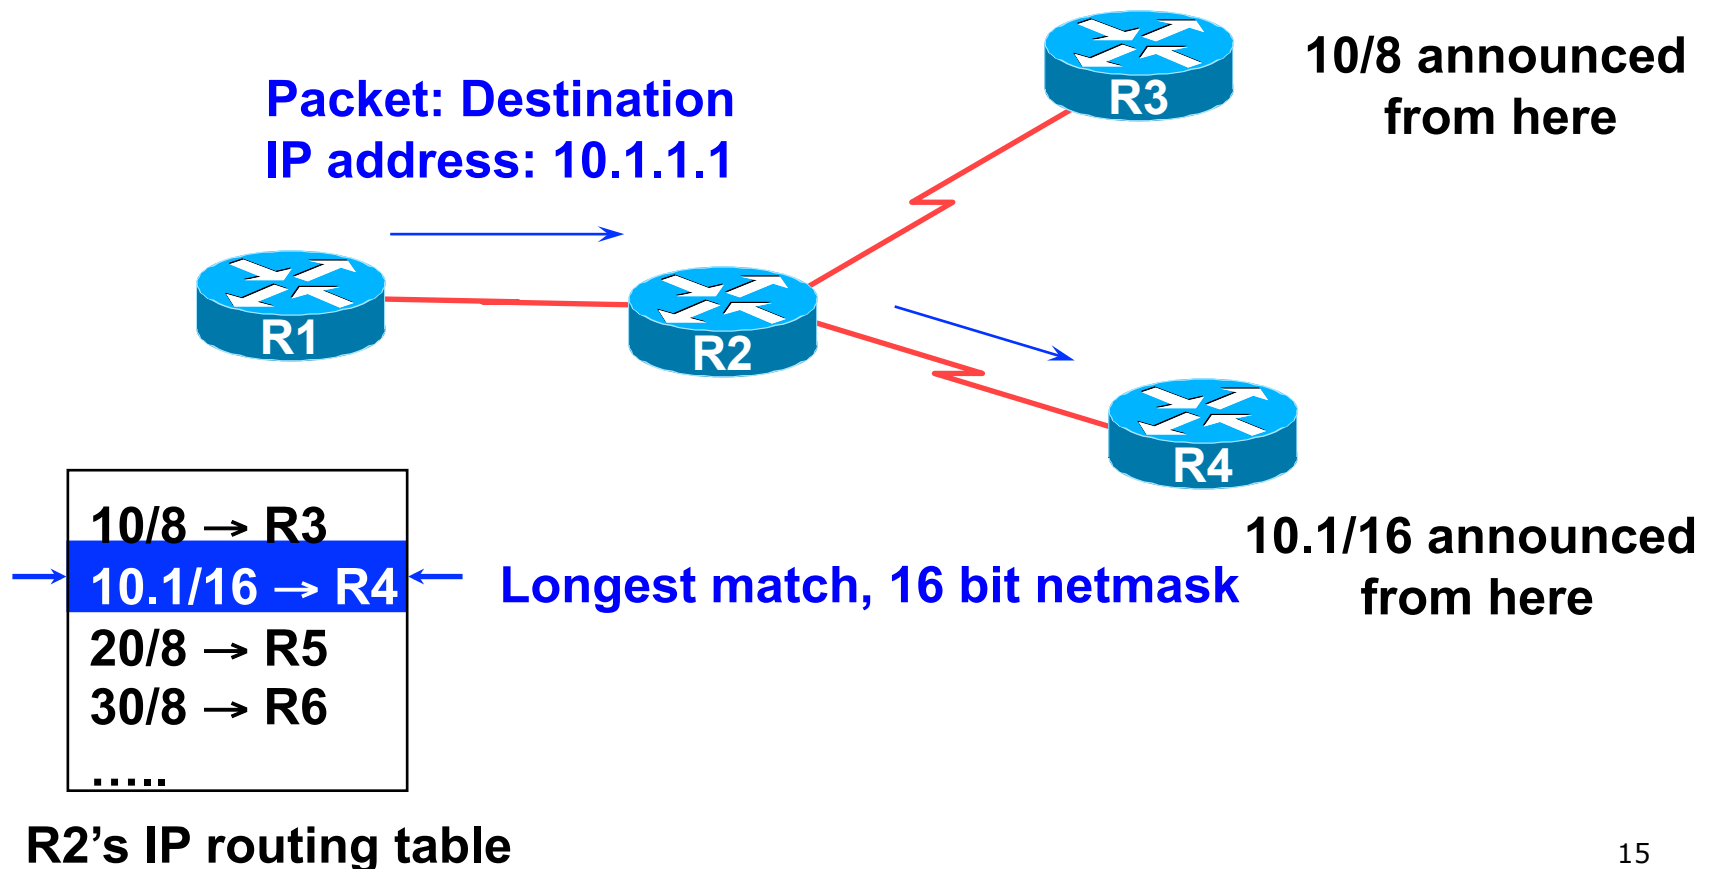 Packet: Destination
IP address: 10.1.1.1
R3
10/8 announced
from here
R1
R2
R4
10.1/16 announced
from here
10/8 → R3
10.1/16 → R4
20/8 → R5
30/8 → R6
…..
Longest match, 16 bit netmask
R2’s IP routing table
15